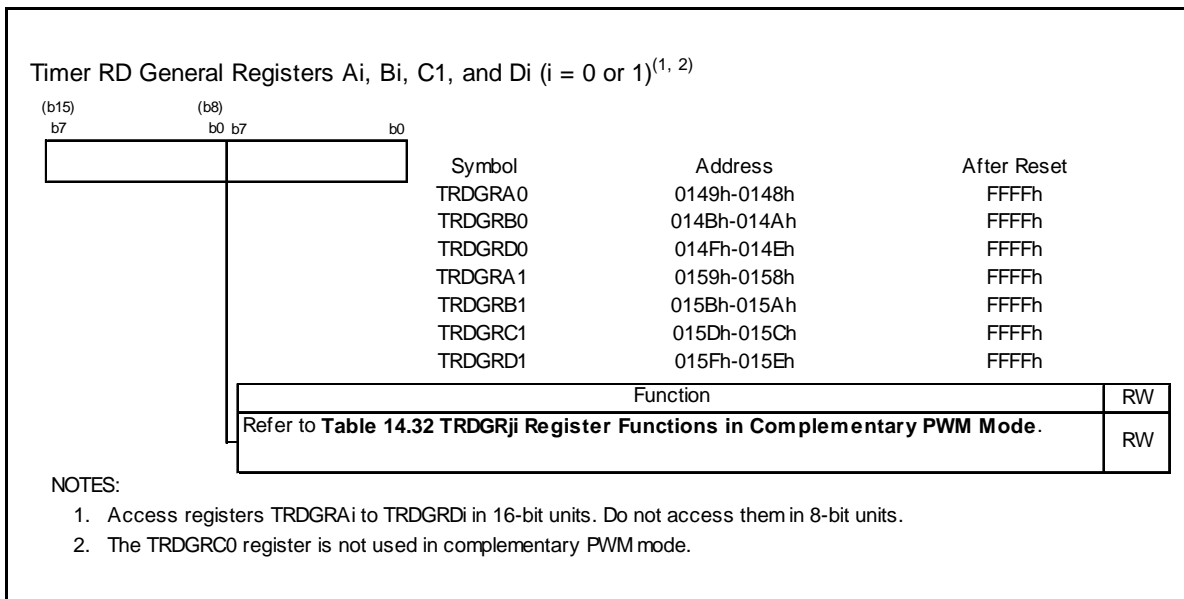 Timer RD General Registers Ai, Bi, C1, and Di (i = 0 or 1)(1, 2)
(b15) (b8)
b7 b0 b7 b0
Symbol Address After Reset
TRDGRA0 0149h-0148h FFFFh
TRDGRB0 014Bh-014Ah FFFFh
TRDGRD0 014Fh-014Eh FFFFh
TRDGRA1 0159h-0158h FFFFh
TRDGRB1 015Bh-015Ah FFFFh
TRDGRC1 015Dh-015Ch FFFFh
TRDGRD1 015Fh-015Eh FFFFh
Function RW
Refer to Table 14.32 TRDGRji Register Functions in Complementary PWM Mode. RW
NOTES:
1. Access registers TRDGRAi to TRDGRDi in 16-bit units. Do not access them in 8-bit units.
2. The TRDGRC0 register is not used in complementary PWM mode.